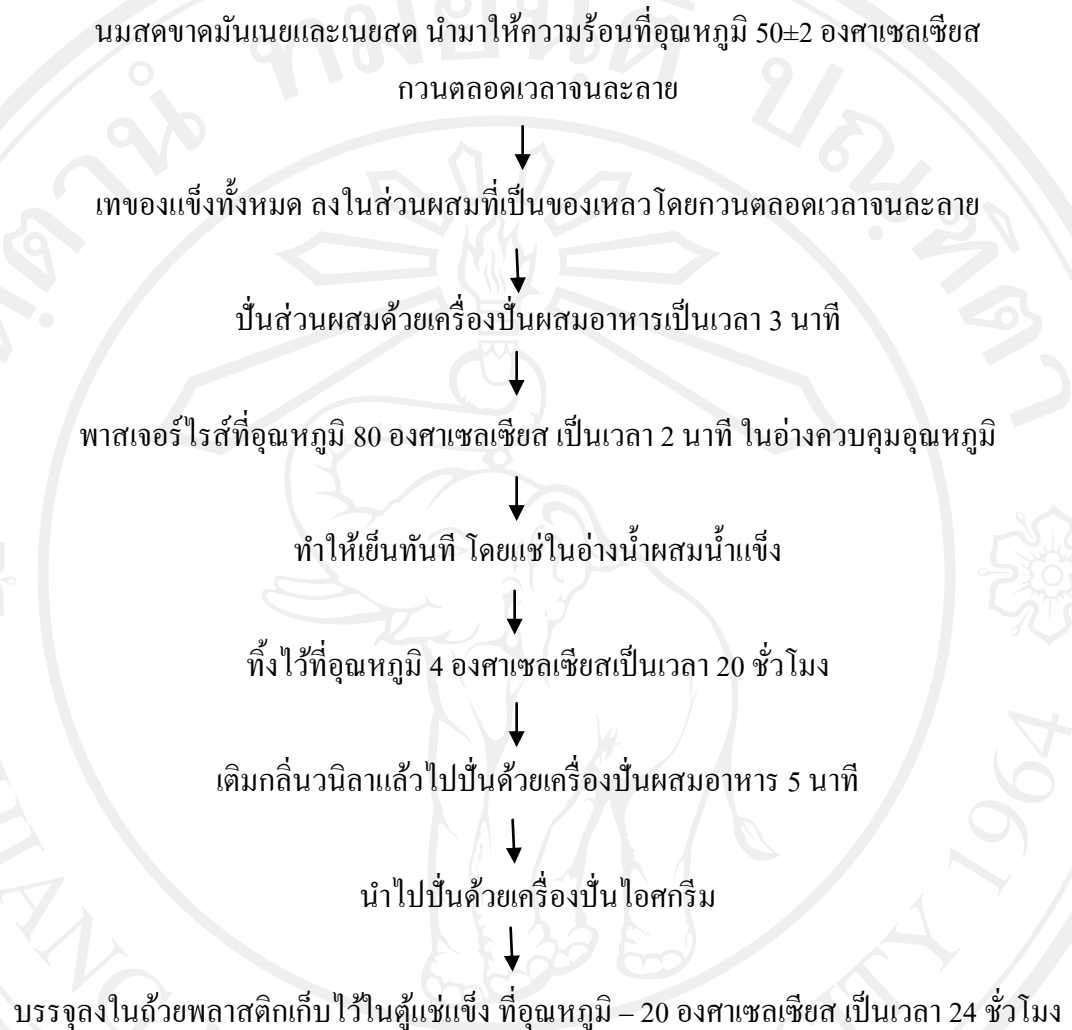 นมสดขาดมันเนยและเนยสด นำมาให้ความร้อนที่อุณหภูมิ 50±2 องศาเซลเซียส
กวนตลอดเวลาจนละลาย
เทของแข็งทั้งหมด ลงในส่วนผสมที่เป็นของเหลวโดยกวนตลอดเวลาจนละลาย
ปั่นส่วนผสมด้วยเครื่องปั่นผสมอาหารเป็นเวลา 3 นาที
พาสเจอร์ไรส์ที่อุณหภูมิ 80 องศาเซลเซียส เป็นเวลา 2 นาที ในอ่างควบคุมอุณหภูมิ
ทำให้เย็นทันที โดยแช่ในอ่างน้ำผสมน้ำแข็ง
ทิ้งไว้ที่อุณหภูมิ 4 องศาเซลเซียสเป็นเวลา 20 ชั่วโมง
เติมกลิ่นวนิลาแล้วไปปั่นด้วยเครื่องปั่นผสมอาหาร 5 นาที
นำไปปั่นด้วยเครื่องปั่นไอศกรีม
บรรจุลงในถ้วยพลาสติกเก็บไว้ในตู้แช่แข็ง ที่อุณหภูมิ – 20 องศาเซลเซียส เป็นเวลา 24 ชั่วโมง
1964